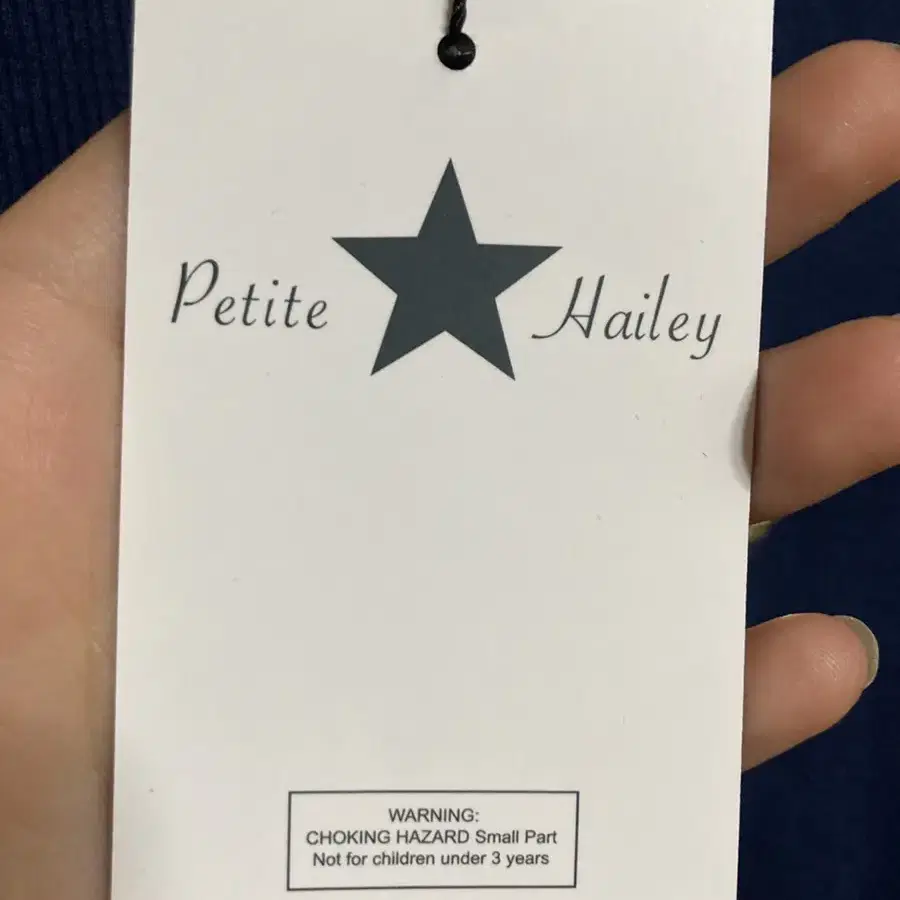 Petite Hailey
WARNING:
CHOKING HAZARD Small Part
Not for children under 3 years